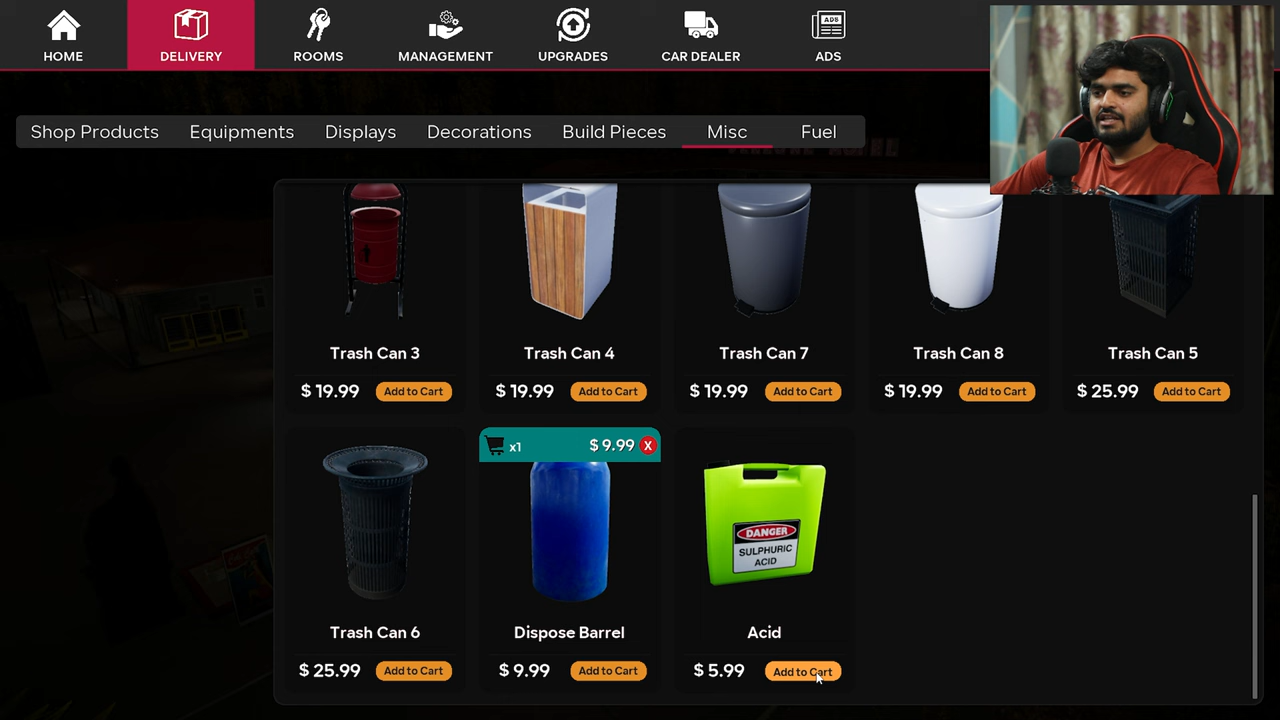 HOME
DELIVERY
ROOMS
MANAGEMENT
UPGRADES
CAR DEALER
ADS
ADS
Shop Products
Equipments
Displays
Decorations
Build Pieces
Misc
Fuel
Trash Can 3
Trash Can 4
Trash Can 7
Trash Can 8
Trash Can 5
$ 19.99 Add to Cart
$ 19.99 Add to Cart
$ 19.99 Add to Cart
$ 19.99 Add to Cart
$ 25.99 Add to Cart
x1 $ 9.99 X
DANGER
SULPHURIC
ACID
Trash Can 6
Dispose Barrel
Acid
$ 25.99 Add to Cart
$ 9.99 Add to Cart
$ 5.99 Add to Cart